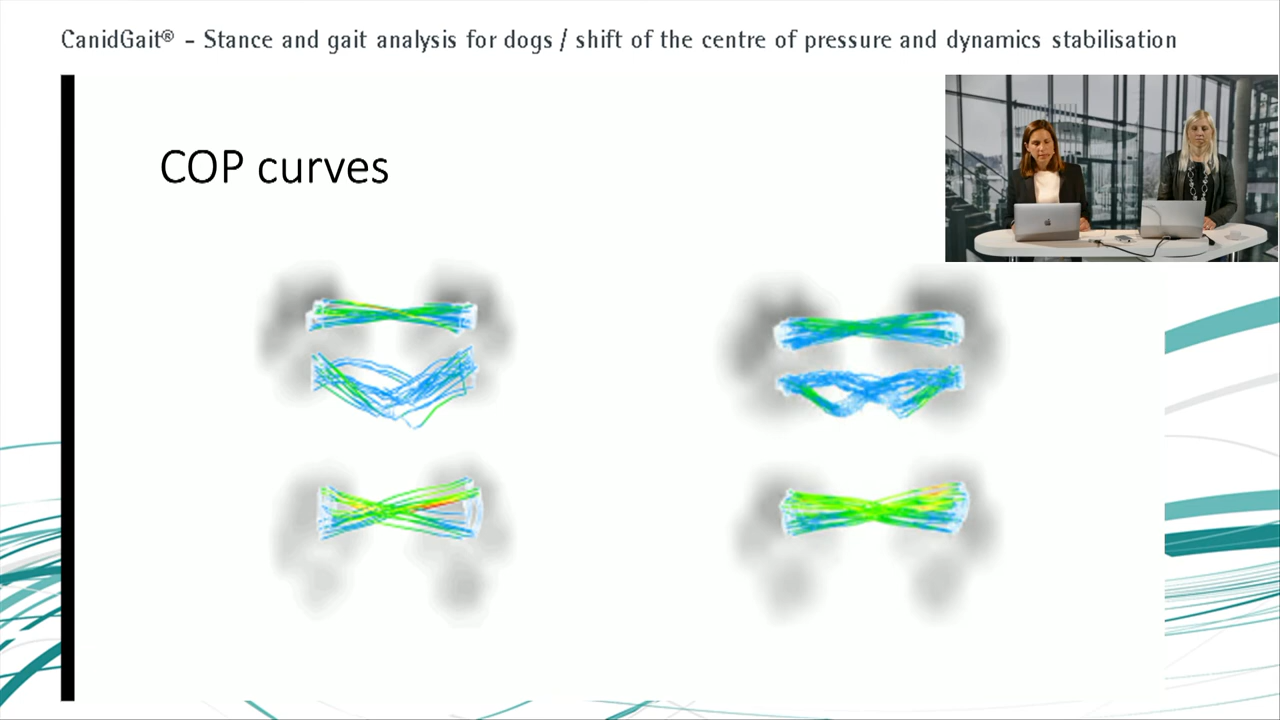 CanidGait® - Stance and gait analysis for dogs / shift of the centre of pressure and dynamics stabilisation
COP curves